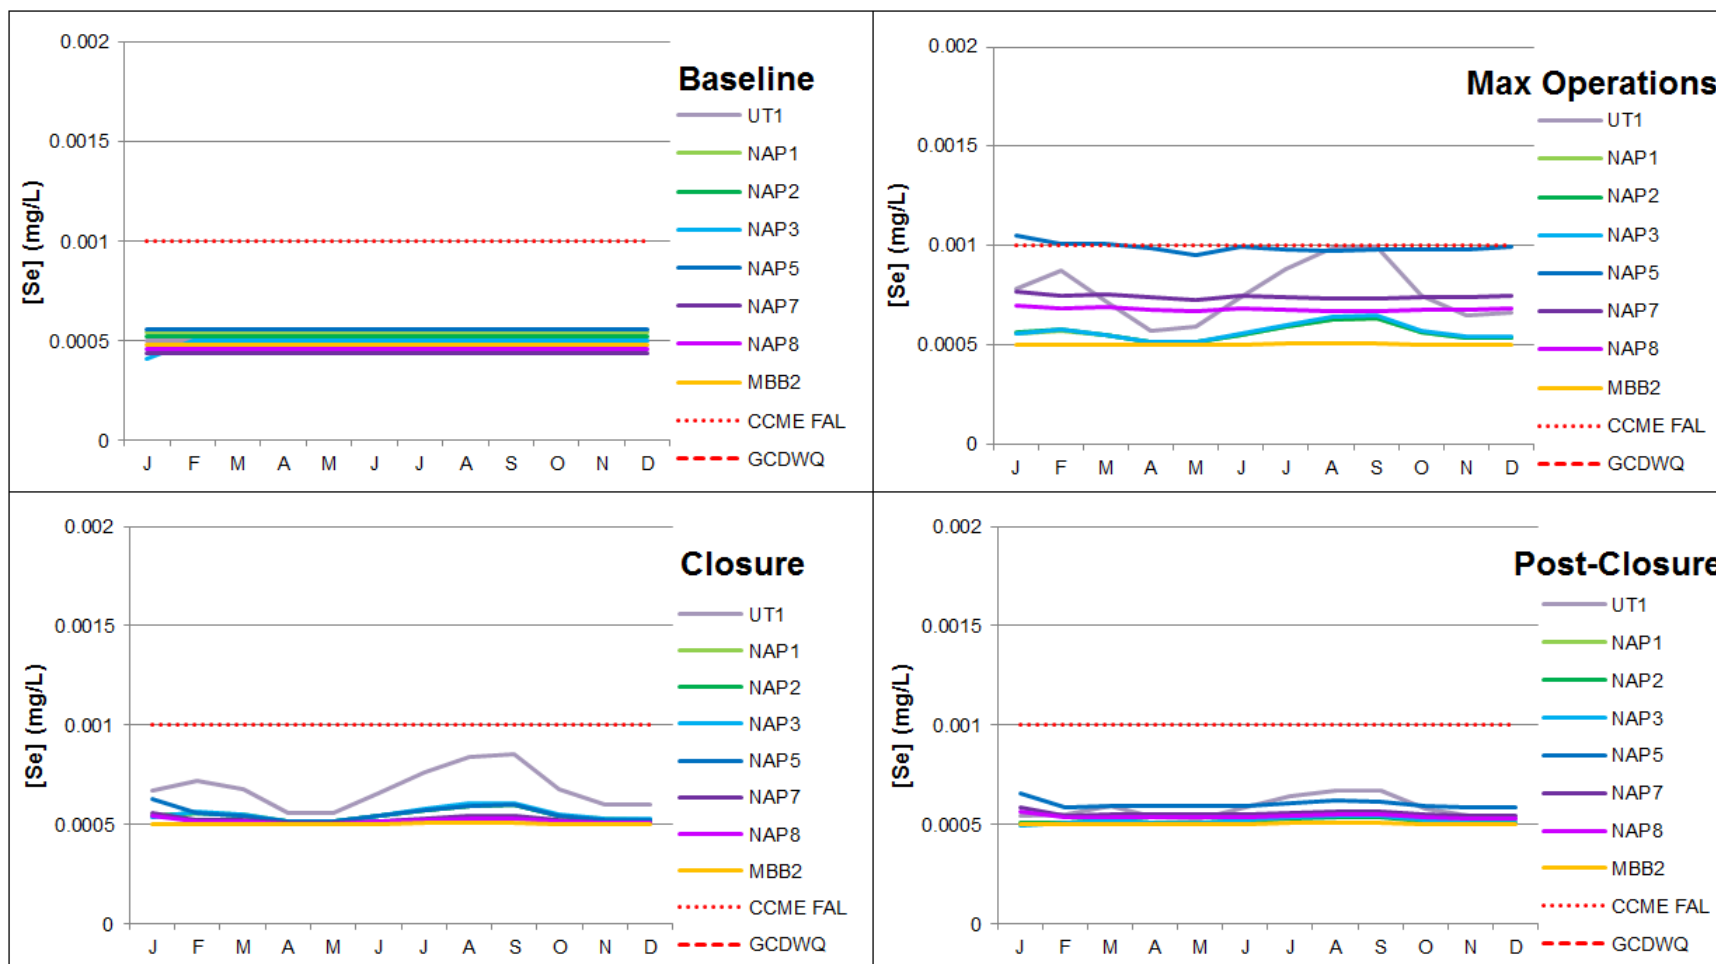 0.002
0.0015
0.001
0.0005
0
[Se] (mg/L)
J F M A M J J A S O N D
Baseline
UT1
NAP1
NAP2
NAP3
NAP5
NAP7
NAP8
MBB2
CCME FAL
GCDWQ
0.002
0.0015
0.001
0.0005
0
[Se] (mg/L)
J F M A M J J A S O N D
Max Operations
UT1
NAP1
NAP2
NAP3
NAP5
NAP7
NAP8
MBB2
CCME FAL
GCDWQ
0.002
0.0015
0.001
0.0005
0
[Se] (mg/L)
J F M A M J J A S O N D
Closure
UT1
NAP1
NAP2
NAP3
NAP5
NAP7
NAP8
MBB2
CCME FAL
GCDWQ
0.002
0.0015
0.001
0.0005
0
[Se] (mg/L)
J F M A M J J A S O N D
Post-Closure
UT1
NAP1
NAP2
NAP3
NAP5
NAP7
NAP8
MBB2
CCME FAL
GCDWQ